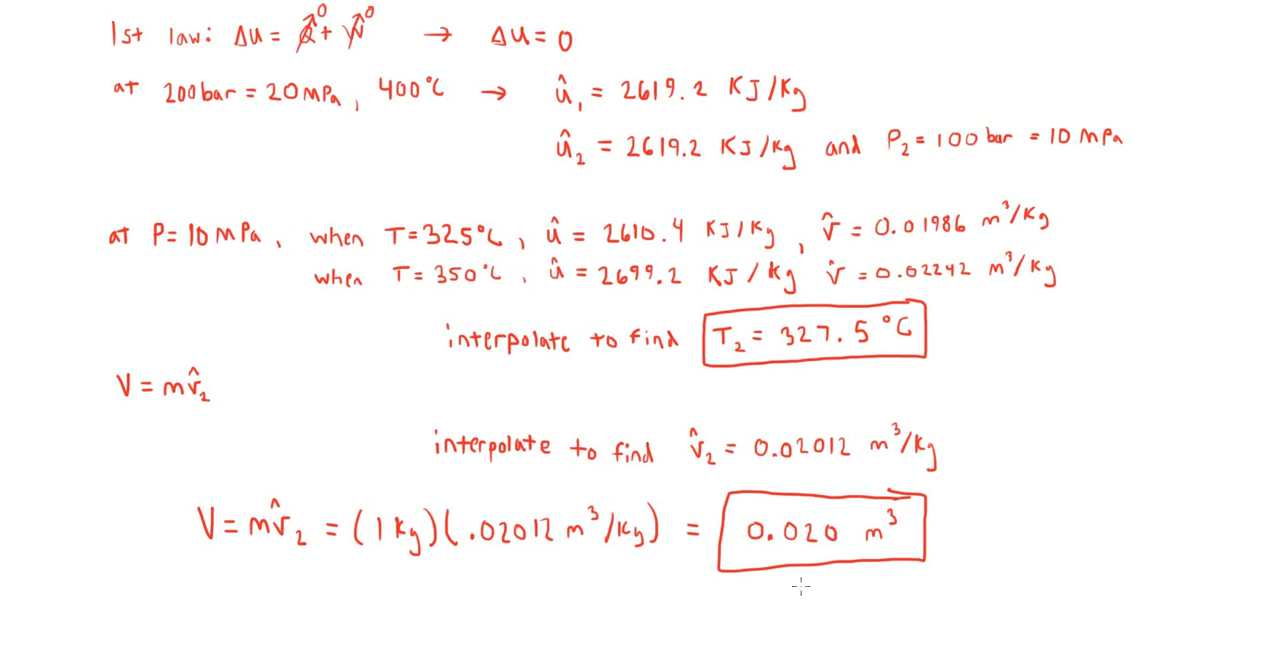 1st law: ΔU = Q⁰ + W⁰ → ΔU = 0
at 200 bar = 20 MPa, 400°C → û₁ = 2619.2 KJ/Kg
û₂ = 2619.2 KJ/Kg and P₂ = 100 bar = 10 MPa
at P = 10 MPa, when T = 325°C, û = 2610.4 KJ/Kg, v̂ = 0.01986 m³/Kg
when T = 350°C, û = 2699.2 KJ/Kg v̂ = 0.02242 m³/Kg
interpolate to find T₂ = 327.5°C
V = mv̂₂
interpolate to find v̂₂ = 0.02012 m³/Kg
V = mv̂₂ = (1 Kg)(.02012 m³/Kg) = 0.020 m³